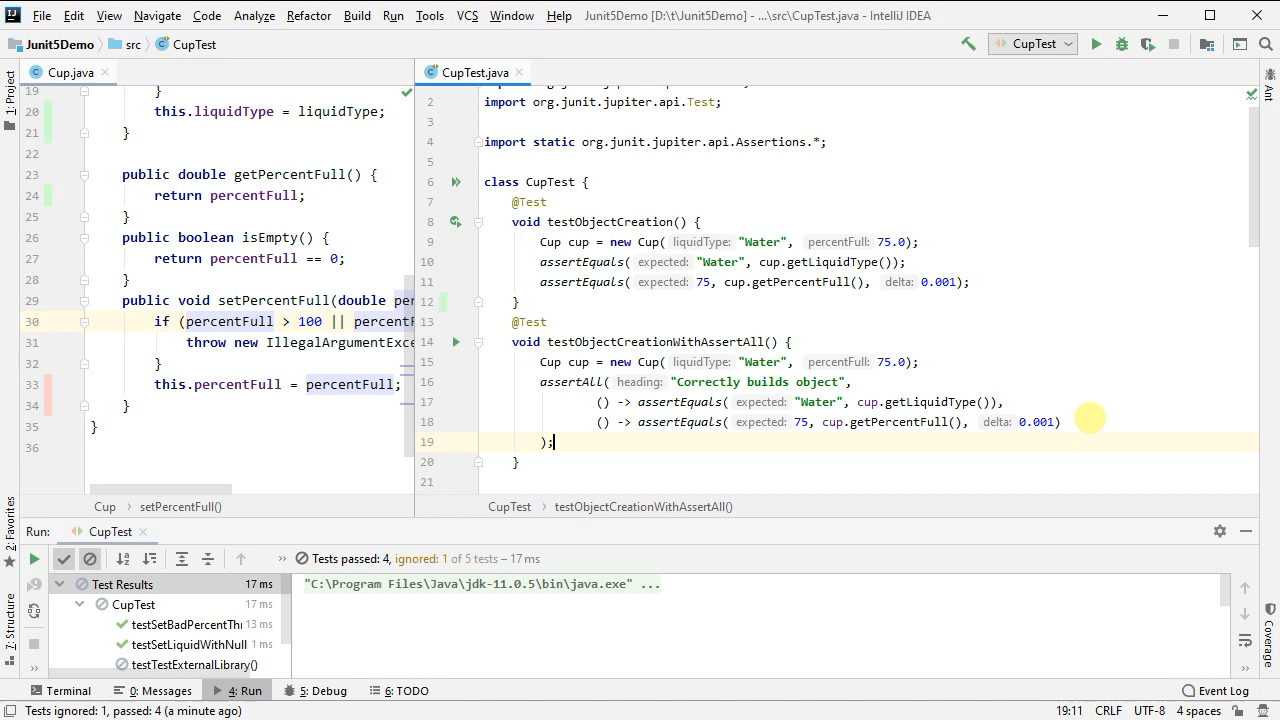 File Edit View Navigate Code Analyze Refactor Build Run Tools VCS Window Help Junit5Demo [D:\t\Junit5Demo] - ...\src\CupTest.java - IntelliJ IDEA
Junit5Demo src CupTest CupTest
1: Project
Ant
Cup.java
19 }
20 this.liquidType = liquidType;
21 }
22
23 public double getPercentFull() {
24 return percentFull;
25 }
26 public boolean isEmpty() {
27 return percentFull == 0;
28 }
29 public void setPercentFull(double per
30 if (percentFull > 100 || percentF
31 throw new IllegalArgumentExce
32 }
33 this.percentFull = percentFull;
34 }
35 }
36
Cup setPercentFull()
CupTest.java
2 import org.junit.jupiter.api.Test;
3
4 import static org.junit.jupiter.api.Assertions.*;
5
6 class CupTest {
7 @Test
8 void testObjectCreation() {
9 Cup cup = new Cup( liquidType: "Water", percentFull: 75.0);
10 assertEquals( expected: "Water", cup.getLiquidType());
11 assertEquals( expected: 75, cup.getPercentFull(), delta: 0.001);
12 }
13 @Test
14 void testObjectCreationWithAssertAll() {
15 Cup cup = new Cup( liquidType: "Water", percentFull: 75.0);
16 assertAll( heading: "Correctly builds object",
17 () -> assertEquals( expected: "Water", cup.getLiquidType()),
18 () -> assertEquals( expected: 75, cup.getPercentFull(), delta: 0.001)
19 );
20 }
21
CupTest testObjectCreationWithAssertAll()
2: Favorites
7: Structure
Coverage
Run: CupTest
Tests passed: 4, ignored: 1 of 5 tests – 17 ms
Test Results 17 ms
CupTest 17 ms
testSetBadPercentThr 13 ms
testSetLiquidWithNull 1 ms
testTestExternalLibrary()
"C:\Program Files\Java\jdk-11.0.5\bin\java.exe" ...
Terminal 0: Messages 4: Run 5: Debug 6: TODO Event Log
Tests ignored: 1, passed: 4 (a minute ago) 19:11 CRLF UTF-8 4 spaces